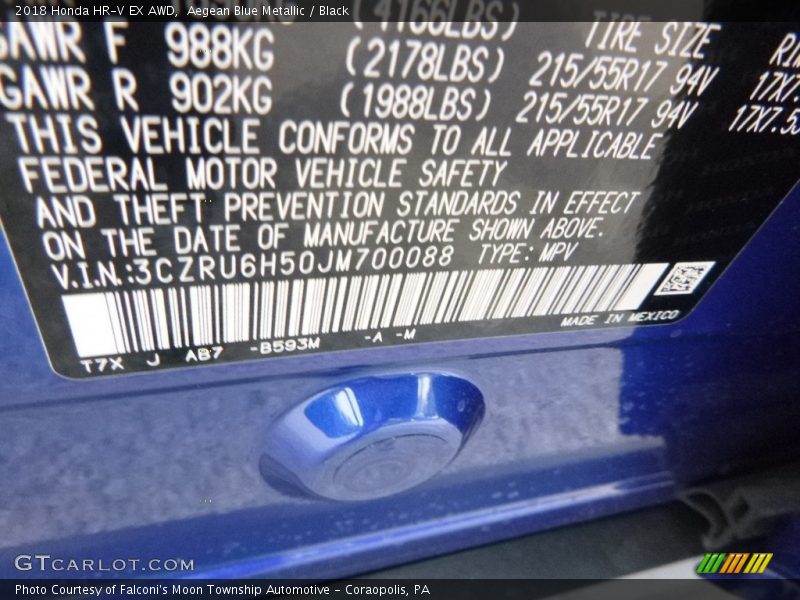 2018 Honda HR-V EX AWD, Aegean Blue Metallic / Black
(4166LBS)
GAWR F 988KG (2178LBS) TIRE SIZE
215/55R17 94V
GAWR R 902KG (1988LBS) 215/55R17 94V
THIS VEHICLE CONFORMS TO ALL APPLICABLE
FEDERAL MOTOR VEHICLE SAFETY
AND THEFT PREVENTION STANDARDS IN EFFECT
ON THE DATE OF MANUFACTURE SHOWN ABOVE.
V.I.N.:3CZRU6H50JM700088 TYPE: MPV
MADE IN MEXICO
T7X J AB7 -B593M -A -M
GTCARLOT.COM
Photo Courtesy of Falconi's Moon Township Automotive - Coraopolis, PA